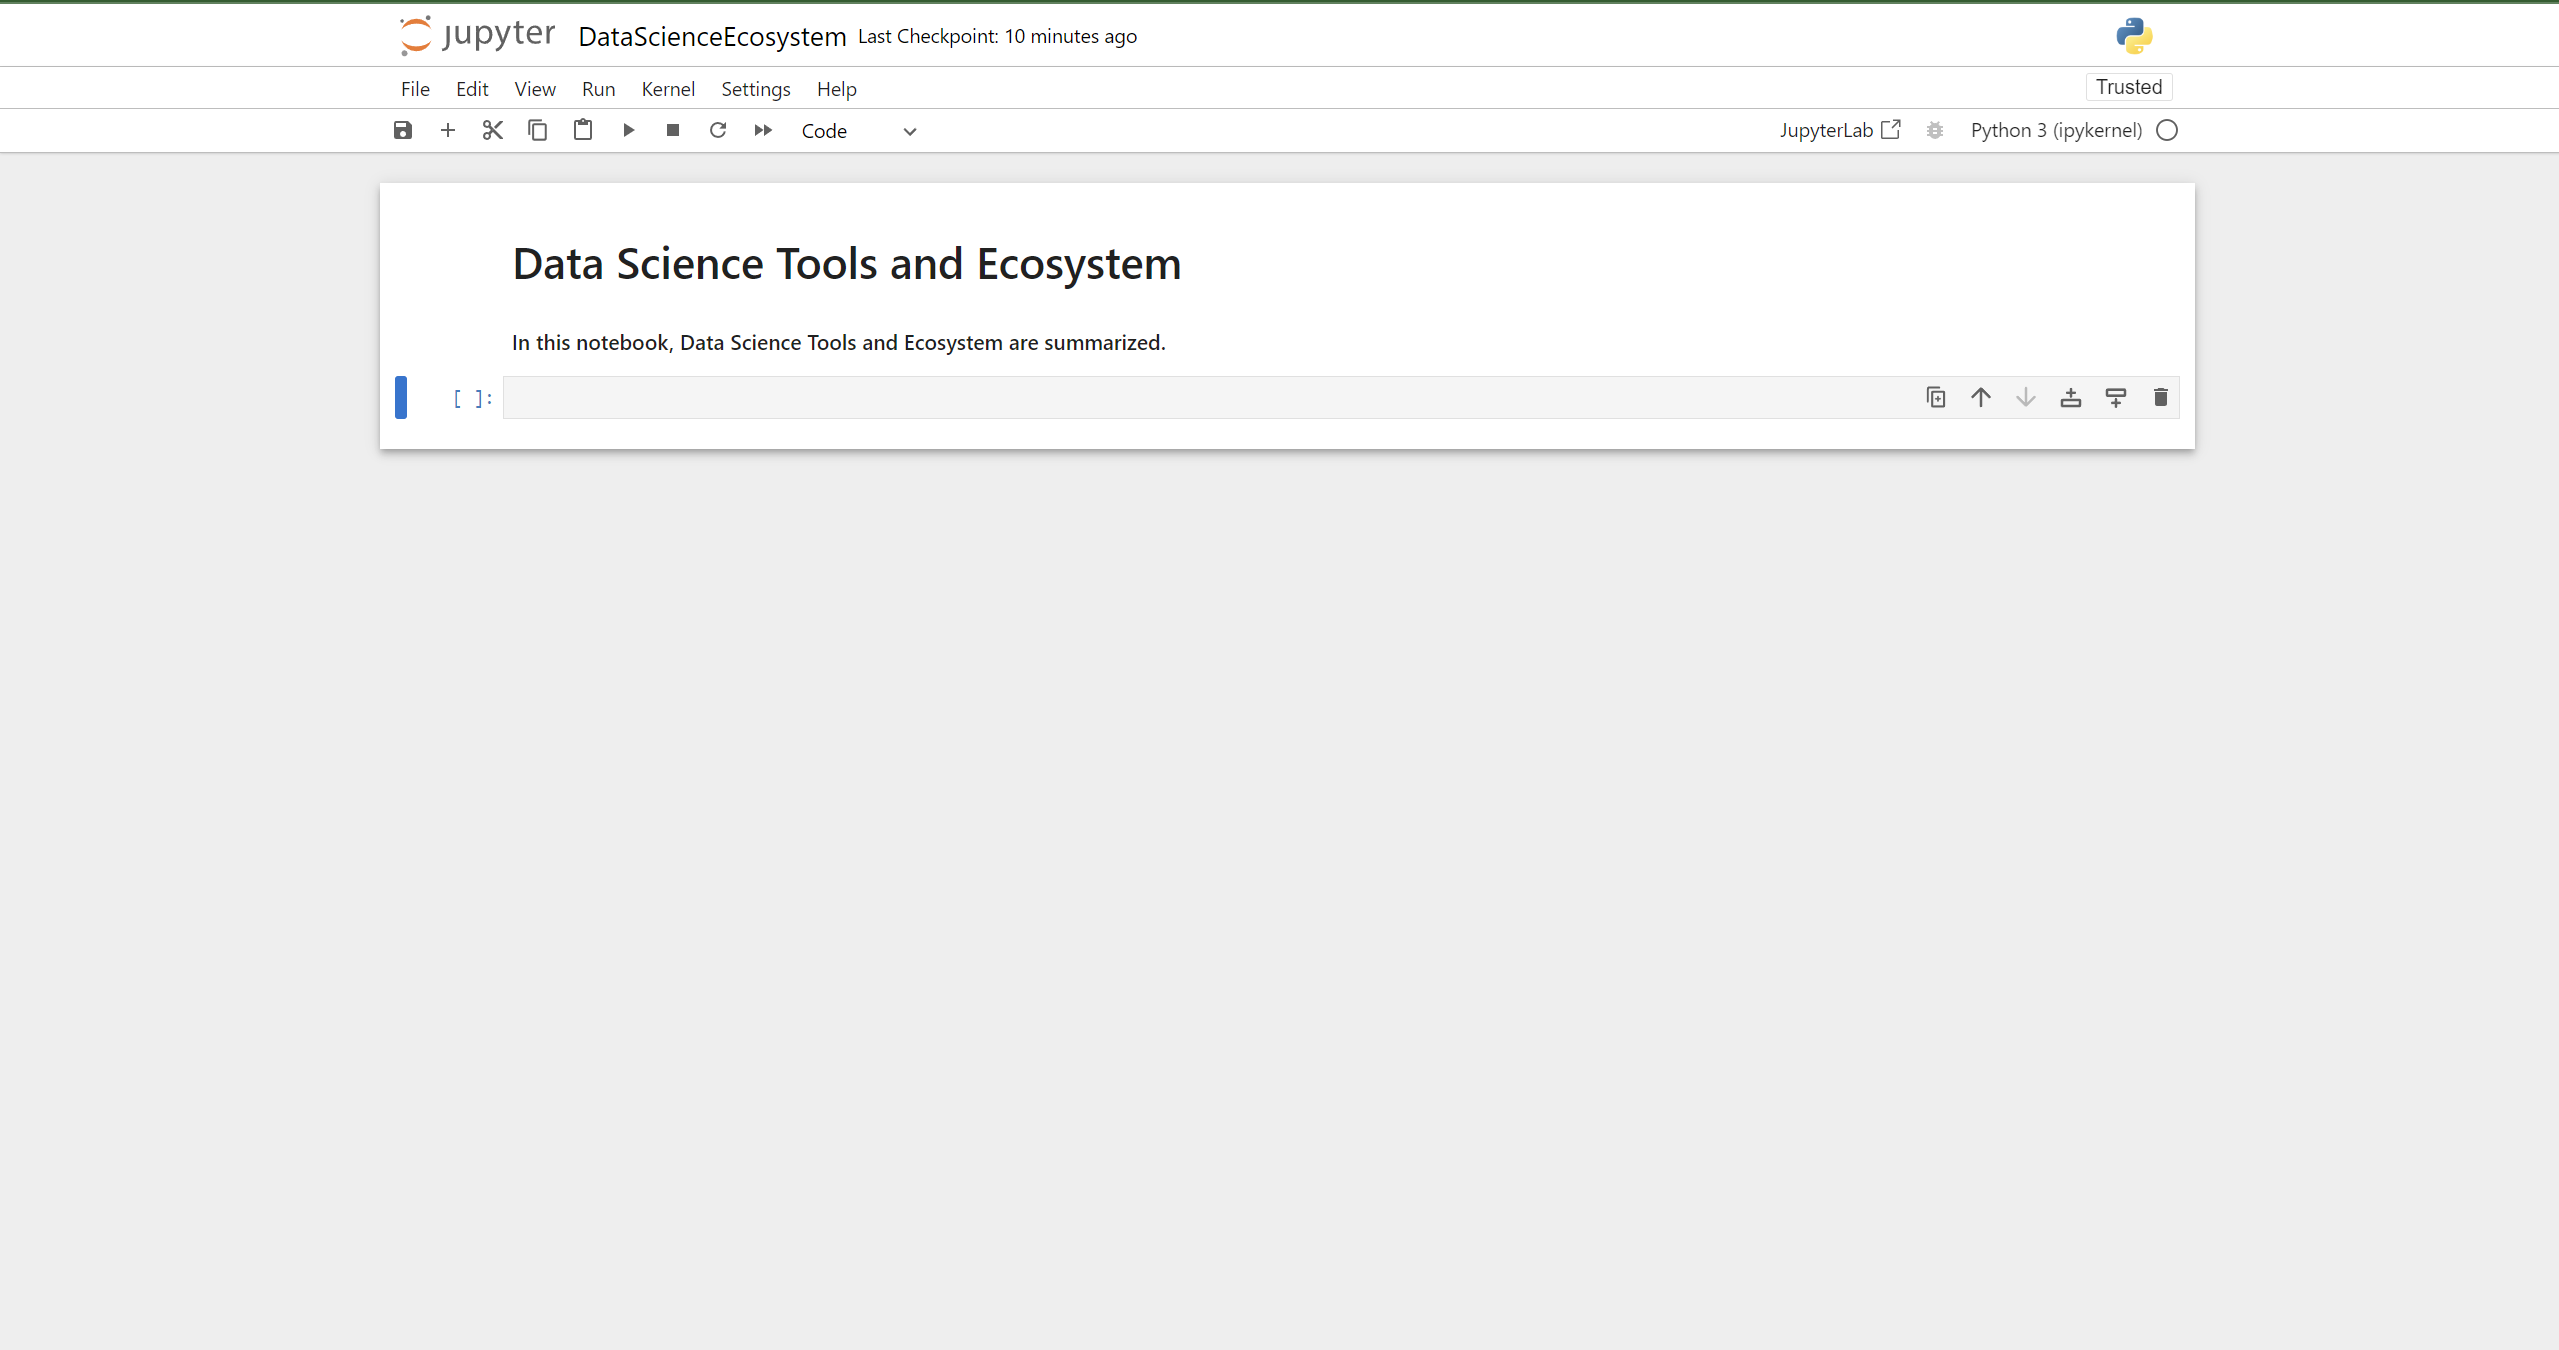 jupyter DataScienceEcosystem Last Checkpoint: 10 minutes ago
File Edit View Run Kernel Settings Help Trusted
Code JupyterLab Python 3 (ipykernel)
Data Science Tools and Ecosystem
In this notebook, Data Science Tools and Ecosystem are summarized.
[ ]: